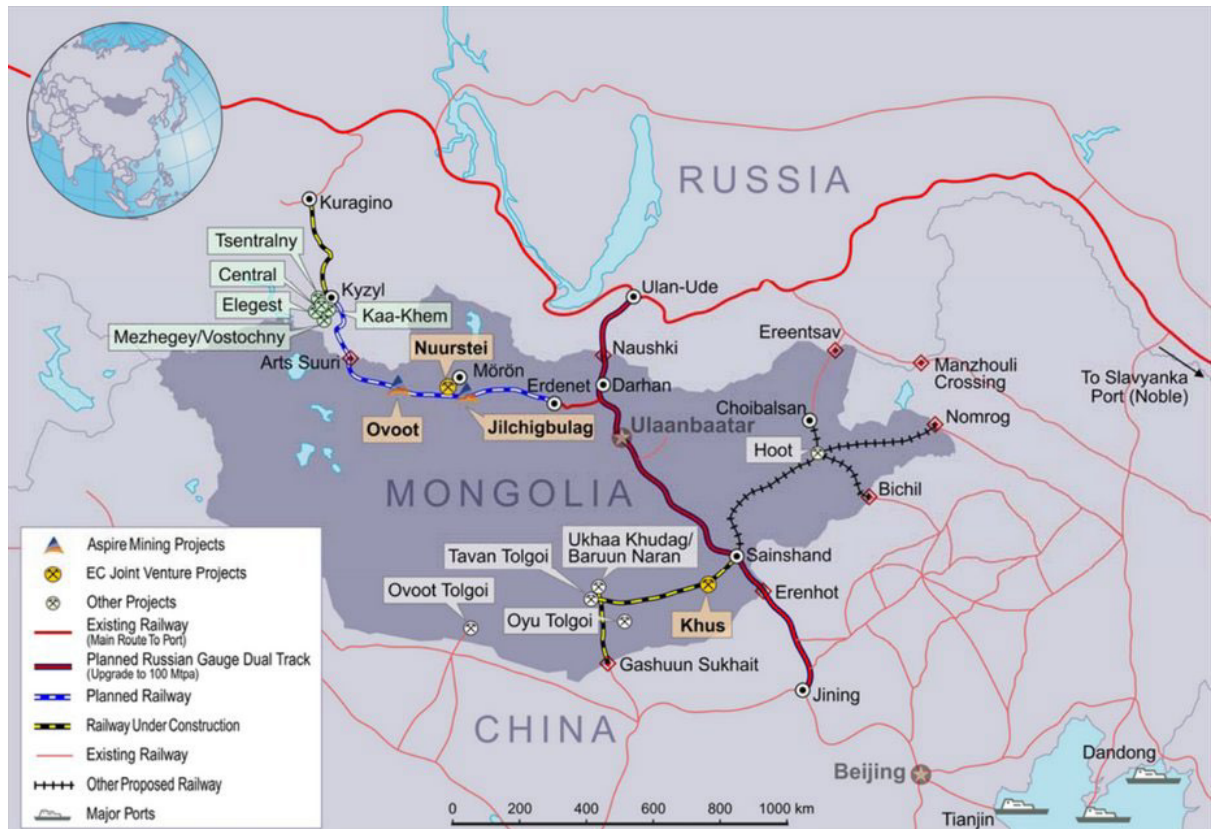 RUSSIA
Kuragino
Tsentralny
Central
Kyzyl
Elegest
Kaa-Khem
Mezhegey/Vostochny
Ulan-Ude
Ereentsav
Nuurstei
Naushki
Arts Suuri
Mörön
Manzhouli
Crossing
Erdenet
Darhan
To Slavyanka
Port (Noble)
Choibalsan
Nomrog
Ovoot
Jilchigbulag
Ulaanbaatar
Hoot
MONGOLIA
Bichil
Ukhaa Khudag/
Baruun Naran
Tavan Tolgoi
Sainshand
Ovoot Tolgoi
Erenhot
Oyu Tolgoi
Khus
Gashuun Sukhait
Jining
CHINA
Dandong
Beijing
Tianjin
Aspire Mining Projects
EC Joint Venture Projects
Other Projects
Existing Railway
(Main Route To Port)
Planned Russian Gauge Dual Track
(Upgrade to 100 Mtpa)
Planned Railway
Railway Under Construction
Existing Railway
Other Proposed Railway
Major Ports
0 200 400 600 800 1000 km